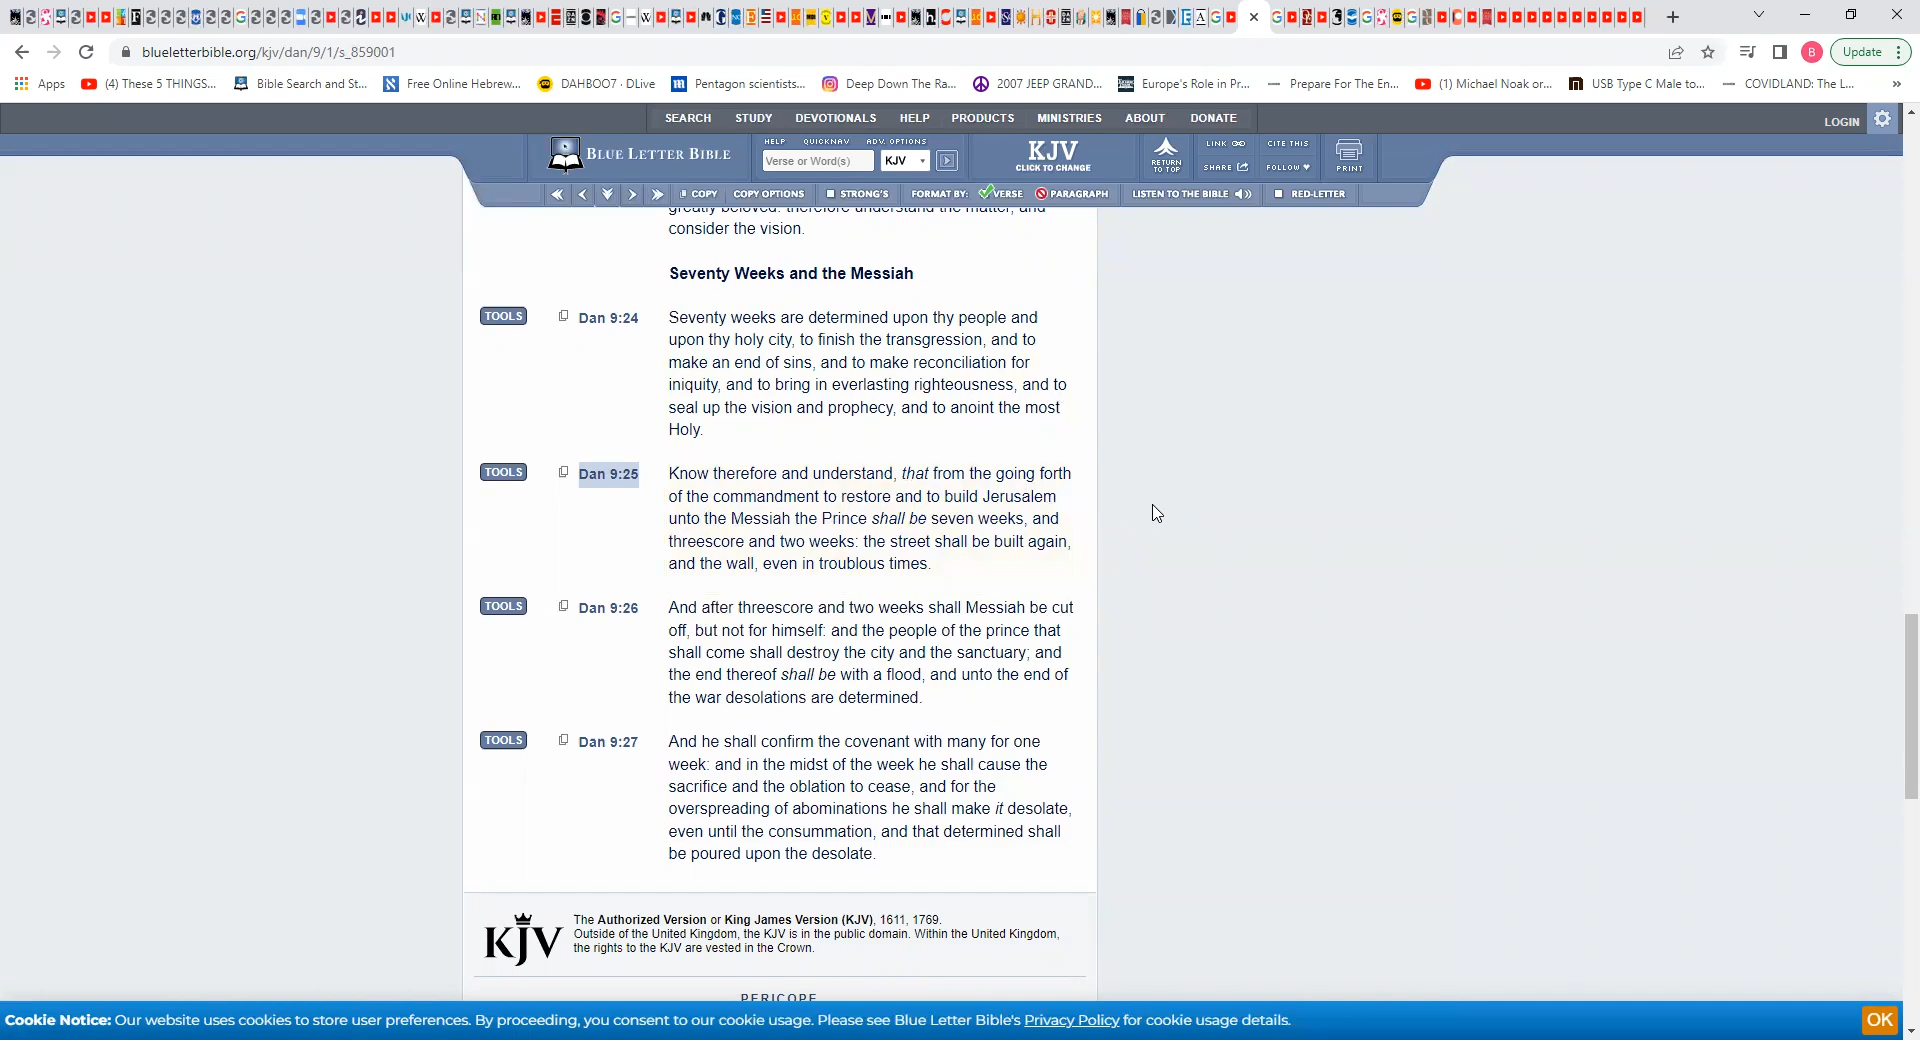 blueletterbible.org/kjv/dan/9/1/s_859001
B
Update
Apps
(4) These 5 THINGS...
Bible Search and St...
Free Online Hebrew...
DAHBOO7 · DLive
Pentagon scientists...
Deep Down The Ra...
2007 JEEP GRAND...
Europe's Role in Pr...
Prepare For The En...
(1) Michael Noak or...
USB Type C Male to...
COVIDLAND: The L...
SEARCH STUDY DEVOTIONALS HELP PRODUCTS MINISTRIES ABOUT DONATE
LOGIN
BLUE LETTER BIBLE
HELP QUICKNAV ADV. OPTIONS
Verse or Word(s)
KJV
KJV
CLICK TO CHANGE
RETURN
TO TOP
LINK
SHARE
CITE THIS
FOLLOW
PRINT
COPY COPY OPTIONS STRONG'S FORMAT BY: VERSE PARAGRAPH LISTEN TO THE BIBLE RED-LETTER
greatly beloved: therefore understand the matter, and
consider the vision.
Seventy Weeks and the Messiah
TOOLS Dan 9:24 Seventy weeks are determined upon thy people and
upon thy holy city, to finish the transgression, and to
make an end of sins, and to make reconciliation for
iniquity, and to bring in everlasting righteousness, and to
seal up the vision and prophecy, and to anoint the most
Holy.
TOOLS Dan 9:25 Know therefore and understand, that from the going forth
of the commandment to restore and to build Jerusalem
unto the Messiah the Prince shall be seven weeks, and
threescore and two weeks: the street shall be built again,
and the wall, even in troublous times.
TOOLS Dan 9:26 And after threescore and two weeks shall Messiah be cut
off, but not for himself: and the people of the prince that
shall come shall destroy the city and the sanctuary; and
the end thereof shall be with a flood, and unto the end of
the war desolations are determined.
TOOLS Dan 9:27 And he shall confirm the covenant with many for one
week: and in the midst of the week he shall cause the
sacrifice and the oblation to cease, and for the
overspreading of abominations he shall make it desolate,
even until the consummation, and that determined shall
be poured upon the desolate.
KJV
The Authorized Version or King James Version (KJV), 1611, 1769.
Outside of the United Kingdom, the KJV is in the public domain. Within the United Kingdom,
the rights to the KJV are vested in the Crown.
PERICOPE
Cookie Notice: Our website uses cookies to store user preferences. By proceeding, you consent to our cookie usage. Please see Blue Letter Bible's Privacy Policy for cookie usage details.
OK